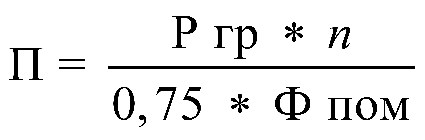 П = Р гр * n
0,75 * Ф пом